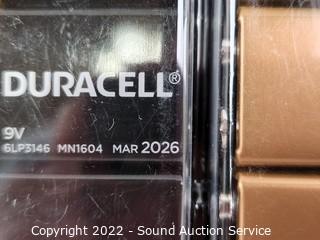 DURACELL®
9V
6LP3146 MN1604 MAR 2026
Copyright 2022 - Sound Auction Service